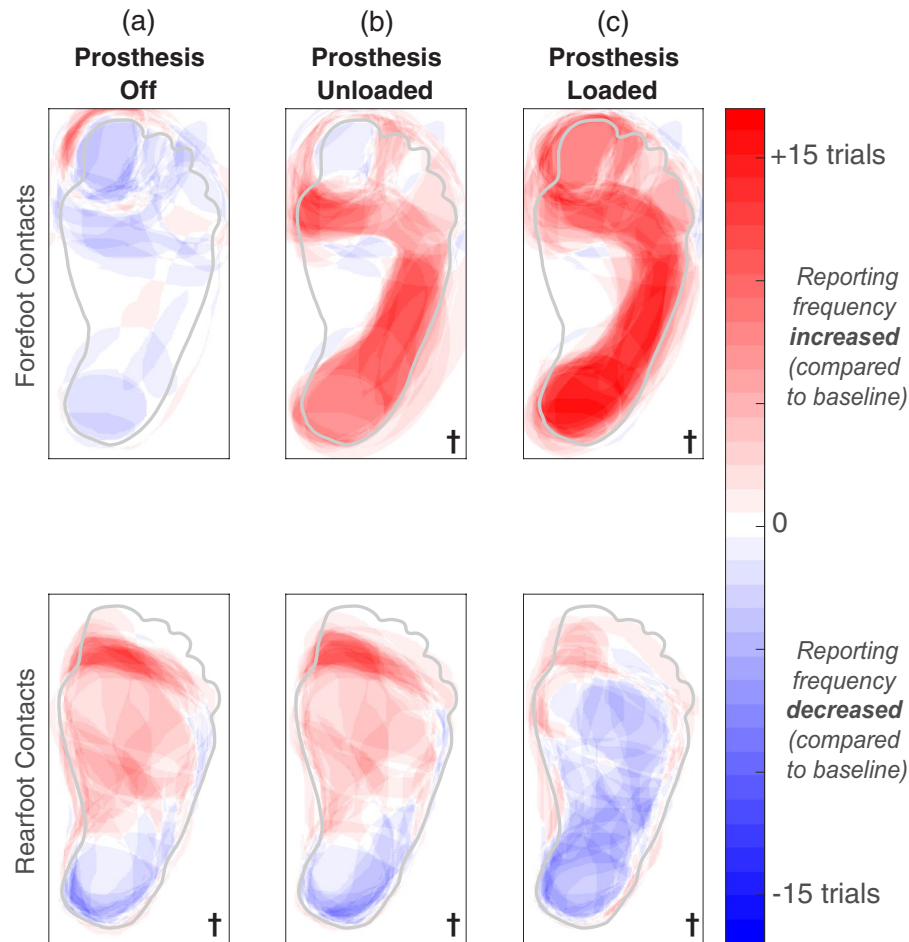 (a)
Prosthesis
Off
(b)
Prosthesis
Unloaded
(c)
Prosthesis
Loaded
Forefoot Contacts
†
†
+15 trials
Reporting
frequency
increased
(compared
to baseline)
0
Rearfoot Contacts
†
†
†
Reporting
frequency
decreased
(compared
to baseline)
-15 trials